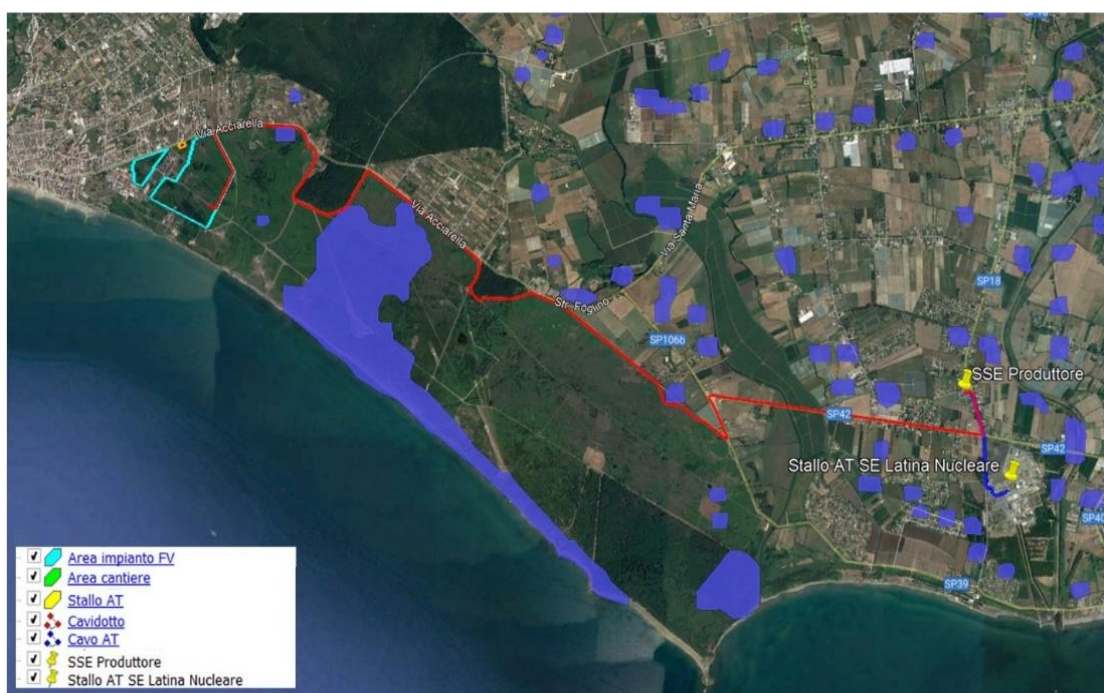 SP18
Via Acciarella
Via Acciarella
Via Santa Maria
Str. Foglino
SP18
SP106b
SSE Produttore
SP42
SP42
Stallo AT SE Latina Nucleare
SP40
SP39
Area impianto FV
Area cantiere
Stallo AT
Cavidotto
Cavo AT
SSE Produttore
Stallo AT SE Latina Nucleare